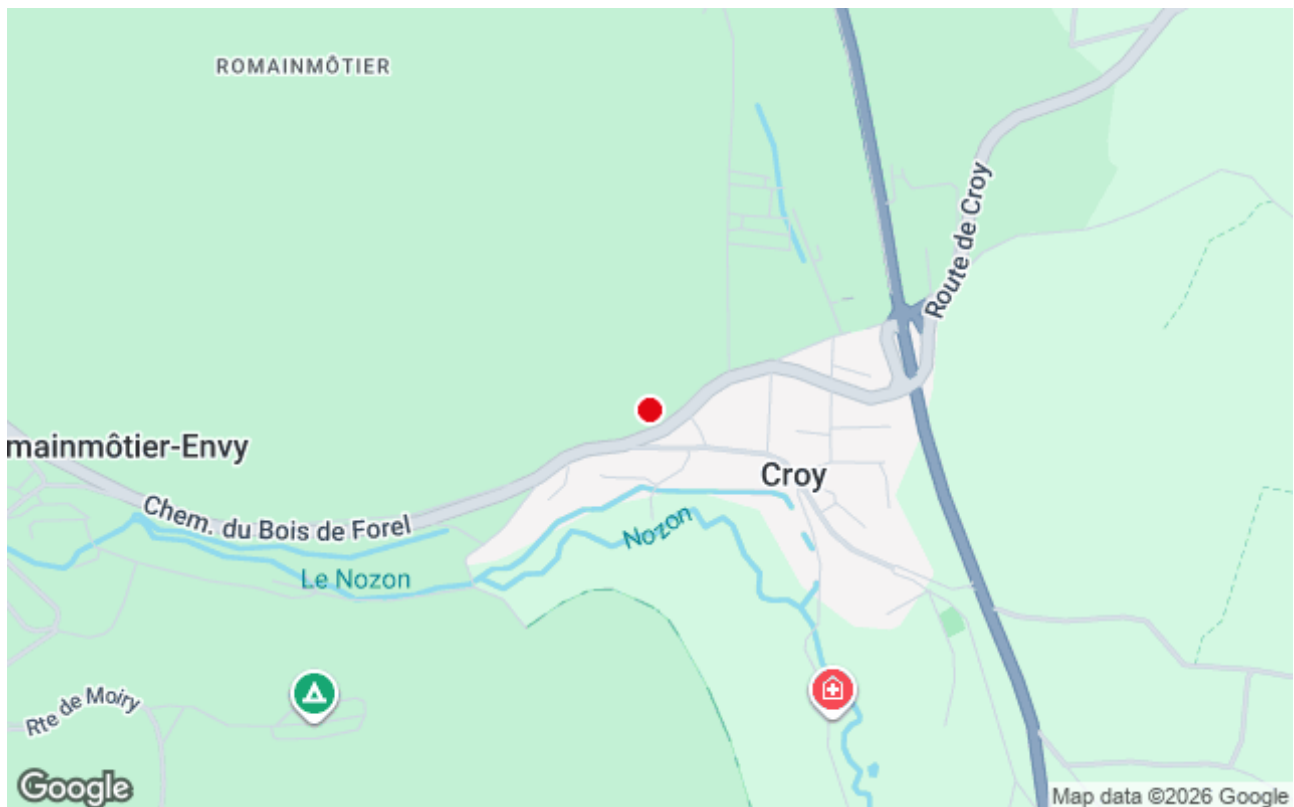 ROMAINMÔTIER
Route de Croy
mainmôtier-Envy
Croy
Chem. du Bois de Forel
Nozon
Le Nozon
Rte de Moiry
Google
Map data ©2026 Google